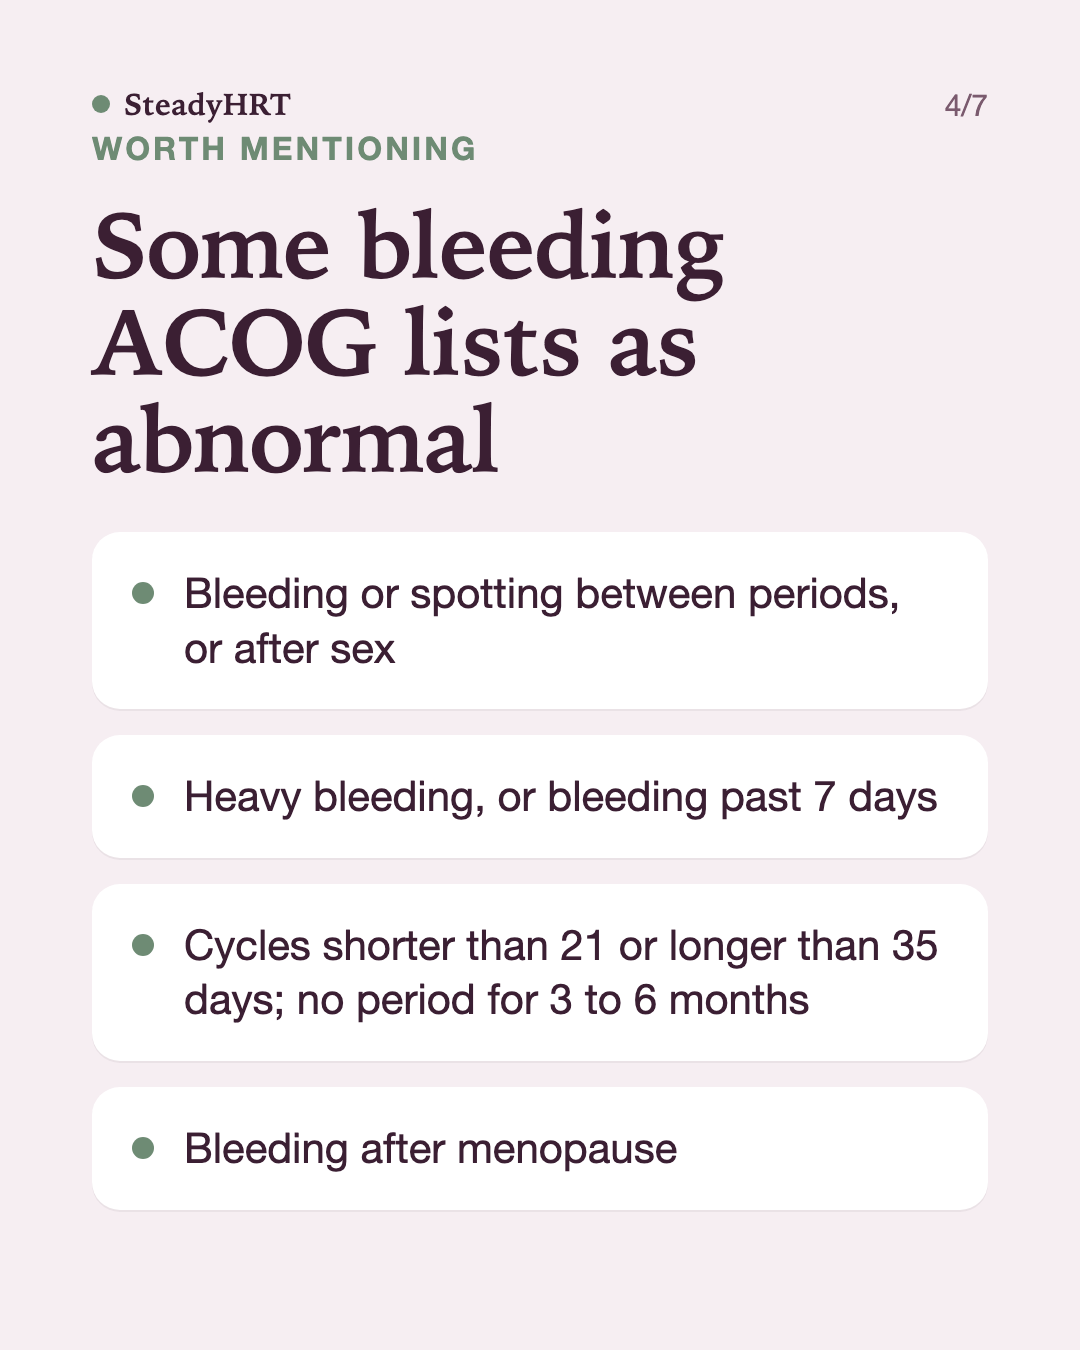 SteadyHRT
4/7
WORTH MENTIONING
Some bleeding
ACOG lists as
abnormal
Bleeding or spotting between periods,
or after sex
Heavy bleeding, or bleeding past 7 days
Cycles shorter than 21 or longer than 35
days; no period for 3 to 6 months
Bleeding after menopause